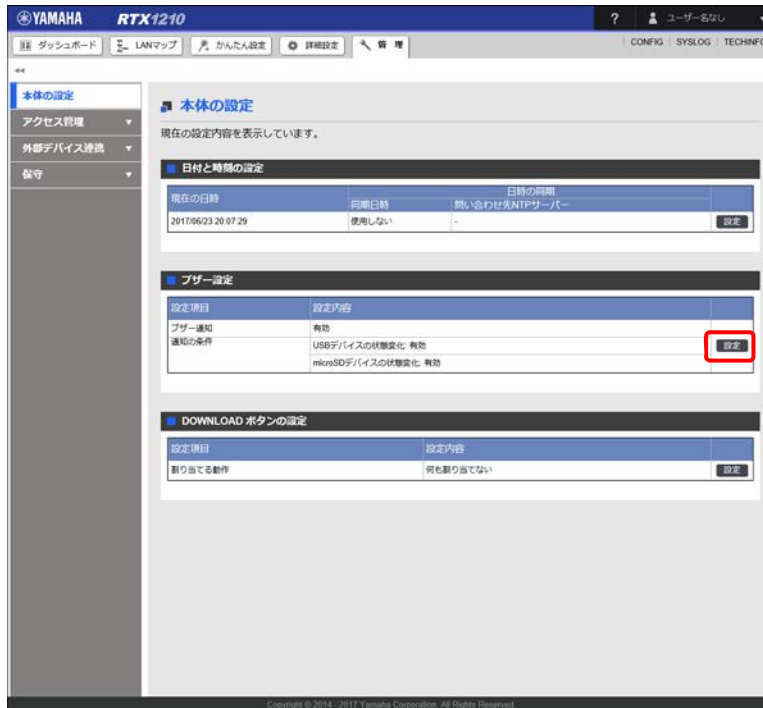 YAMAHA RTX1210 ? ユーザー名なし
ダッシュボード LANマップ かんたん設定 詳細設定 管理 CONFIG SYSLOG TECHINFO
本体の設定
アクセス管理
外部デバイス連携
保守
本体の設定
現在の設定内容を表示しています。
日付と時刻の設定
現在の日時 日時の同期
同期日時 問い合わせ先NTPサーバー
2017/06/23 20:07:29 使用しない - 設定
ブザー設定
設定項目 設定内容
ブザー通知 有効
通知の条件 USBデバイスの状態変化: 有効 設定
microSDデバイスの状態変化: 有効
DOWNLOAD ボタンの設定
設定項目 設定内容
割り当てる動作 何も割り当てない 設定
Copyright © 2014 - 2017 Yamaha Corporation. All Rights Reserved.